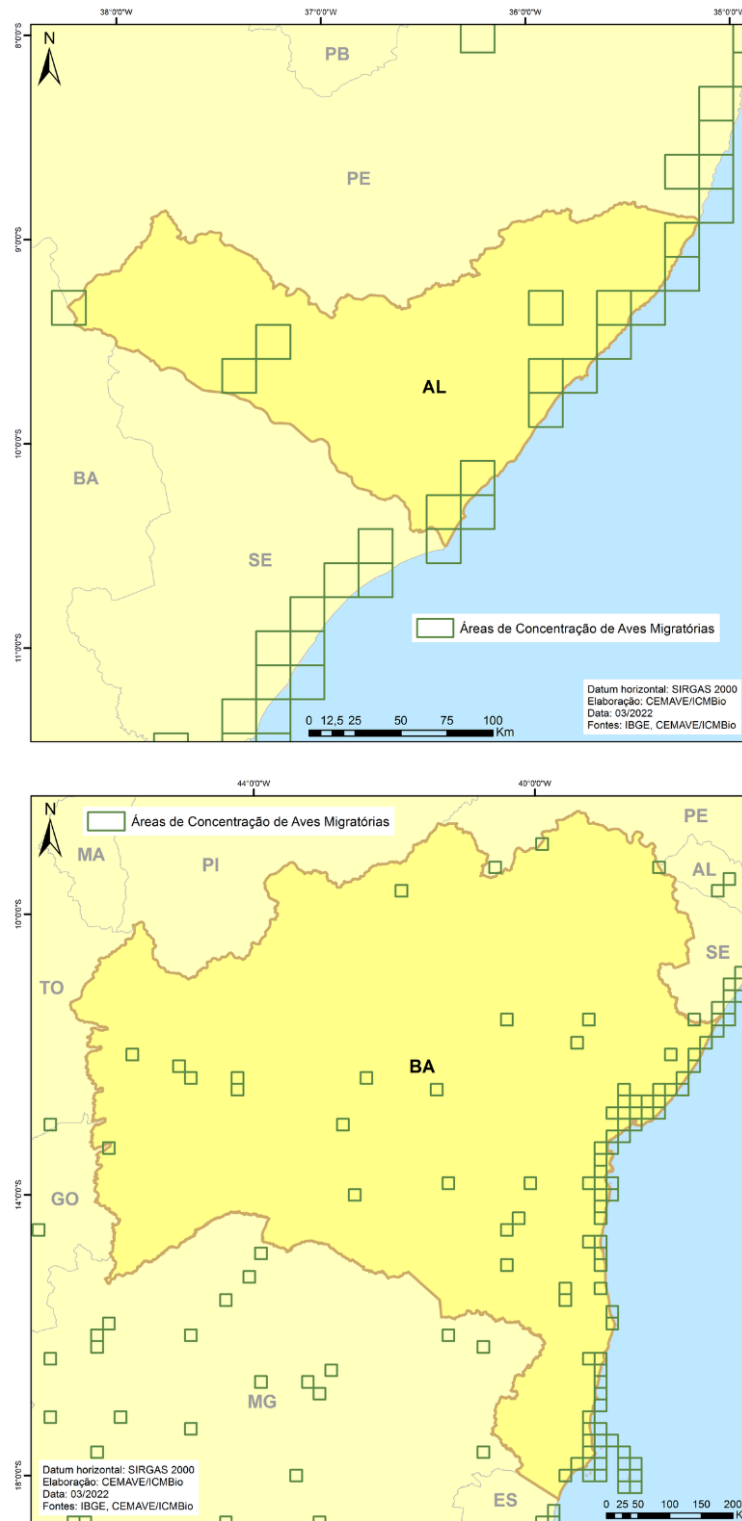 38°0'0"W 37°0'0"W 36°0'0"W 35°0'0"W
8°0'0"S
N
PB
PE
9°0'0"S
AL
10°0'0"S
BA
SE
Áreas de Concentração de Aves Migratórias
11°0'0"S
Datum horizontal: SIRGAS 2000
Elaboração: CEMAVE/ICMBio
Data: 03/2022
Fontes: IBGE, CEMAVE/ICMBio
0 12,5 25 50 75 100
Km
44°0'0"W 40°0'0"W
N
Áreas de Concentração de Aves Migratórias
PE
MA
PI
AL
10°0'0"S
SE
TO
BA
14°0'0"S
GO
MG
Datum horizontal: SIRGAS 2000
Elaboração: CEMAVE/ICMBio
Data: 03/2022
Fontes: IBGE, CEMAVE/ICMBio
18°0'0"S
ES
0 25 50 100 150 200